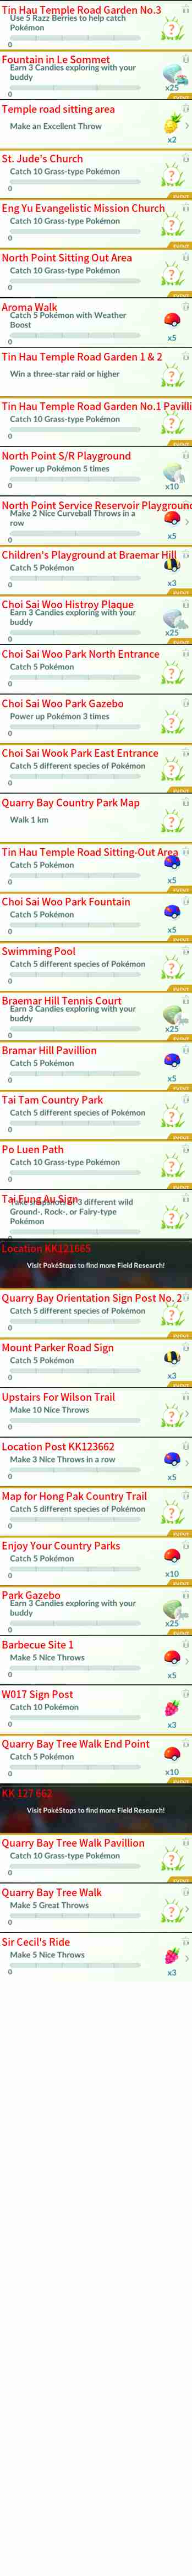 Tin Hau Temple Road Garden No.3
Use 5 Razz Berries to help catch
Pokémon
0
Fountain in Le Sommet
Earn 3 Candies exploring with your
buddy
x25
0
EVENT
Temple road sitting area
Make an Excellent Throw
x2
St. Jude's Church
Catch 10 Grass-type Pokémon
?
0
EVENT
Eng Yu Evangelistic Mission Church
Catch 10 Grass-type Pokémon
?
0
EVENT
North Point Sitting Out Area
Catch 10 Grass-type Pokémon
?
0
EVENT
Aroma Walk
Catch 5 Pokémon with Weather
Boost
x5
0
Tin Hau Temple Road Garden 1 & 2
Win a three-star raid or higher
?
Tin Hau Temple Road Garden No.1 Pavilli
Catch 10 Grass-type Pokémon
?
0
EVENT
North Point S/R Playground
Power up Pokémon 5 times
x10
0
North Point Service Reservoir Playground
Make 2 Nice Curveball Throws in a
row
x5
0
EVENT
Children's Playground at Braemar Hill
Catch 5 Pokémon
x3
0
EVENT
Choi Sai Woo Histroy Plaque
Earn 3 Candies exploring with your
buddy
x25
0
EVENT
Choi Sai Woo Park North Entrance
Catch 5 Pokémon
?
0
Choi Sai Woo Park Gazebo
Power up Pokémon 3 times
?
0
Choi Sai Wook Park East Entrance
Catch 5 different species of Pokémon
?
0
EVENT
Quarry Bay Country Park Map
Walk 1 km
?
Tin Hau Temple Road Sitting-Out Area
Catch 5 Pokémon
x5
0
EVENT
Choi Sai Woo Park Fountain
Catch 5 Pokémon
x5
0
EVENT
Swimming Pool
Catch 5 different species of Pokémon
?
0
EVENT
Braemar Hill Tennis Court
Earn 3 Candies exploring with your
buddy
x25
0
EVENT
Bramar Hill Pavillion
Catch 5 Pokémon
x5
0
EVENT
Tai Tam Country Park
Catch 5 different species of Pokémon
?
0
EVENT
Po Luen Path
Catch 10 Grass-type Pokémon
?
0
EVENT
Tai Fung Au Sign
Take snapshots of 3 different wild
Ground-, Rock-, or Fairy-type
Pokémon
?
0
Location KK121665
Visit PokéStops to find more Field Research!
Quarry Bay Orientation Sign Post No. 2
Catch 5 different species of Pokémon
?
0
EVENT
Mount Parker Road Sign
Catch 5 Pokémon
x3
0
EVENT
Upstairs For Wilson Trail
Make 10 Nice Throws
?
0
Location Post KK123662
Make 3 Nice Throws in a row
x5
0
Map for Hong Pak Country Trail
Catch 5 different species of Pokémon
?
0
EVENT
Enjoy Your Country Parks
Catch 5 Pokémon
x10
0
EVENT
Park Gazebo
Earn 3 Candies exploring with your
buddy
x25
0
EVENT
Barbecue Site 1
Make 5 Nice Throws
x5
0
W017 Sign Post
Catch 10 Pokémon
x3
0
Quarry Bay Tree Walk End Point
Catch 5 Pokémon
x10
0
EVENT
KK 127 662
Visit PokéStops to find more Field Research!
Quarry Bay Tree Walk Pavillion
Catch 10 Grass-type Pokémon
?
0
EVENT
Quarry Bay Tree Walk
Make 5 Great Throws
?
0
Sir Cecil's Ride
Make 5 Nice Throws
x3
0